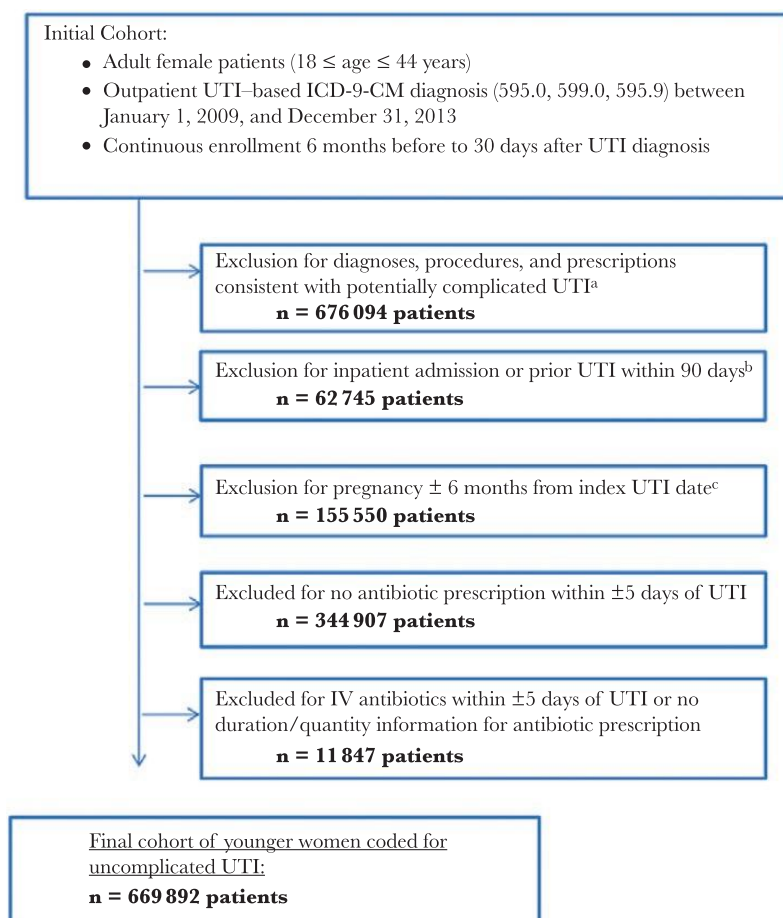 Initial Cohort:
• Adult female patients (18 ≤ age ≤ 44 years)
• Outpatient UTI–based ICD-9-CM diagnosis (595.0, 599.0, 595.9) between
January 1, 2009, and December 31, 2013
• Continuous enrollment 6 months before to 30 days after UTI diagnosis
Exclusion for diagnoses, procedures, and prescriptions
consistent with potentially complicated UTIᵃ
n = 676 094 patients
Exclusion for inpatient admission or prior UTI within 90 daysᵇ
n = 62 745 patients
Exclusion for pregnancy ± 6 months from index UTI dateᶜ
n = 155 550 patients
Excluded for no antibiotic prescription within ±5 days of UTI
n = 344 907 patients
Excluded for IV antibiotics within ±5 days of UTI or no
duration/quantity information for antibiotic prescription
n = 11 847 patients
Final cohort of younger women coded for
uncomplicated UTI:
n = 669 892 patients